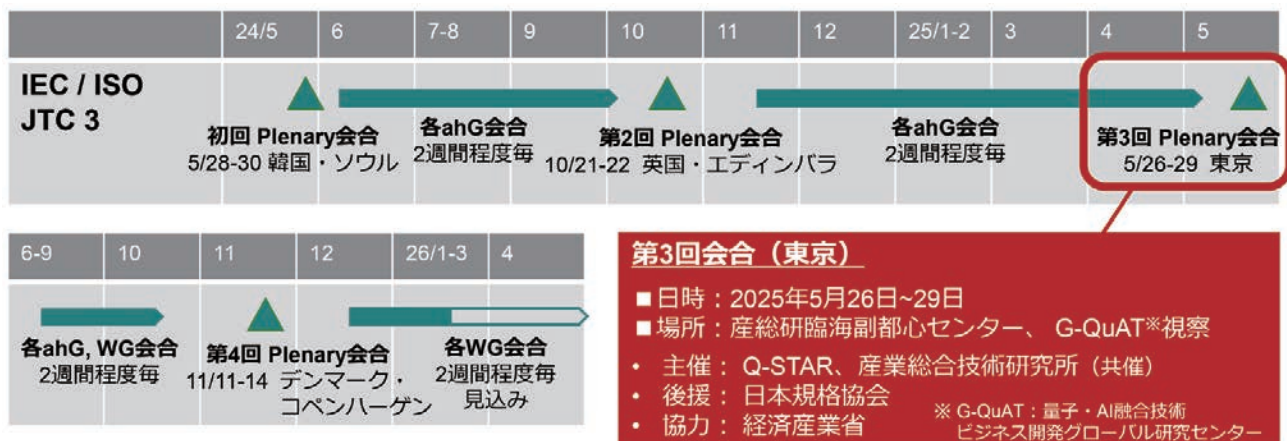 24/5 6 7-8 9 10 11 12 25/1-2 3 4 5
IEC / ISO
JTC 3
初回 Plenary会合
5/28-30 韓国・ソウル
各ahG会合
2週間程度毎
第2回 Plenary会合
10/21-22 英国・エディンバラ
各ahG会合
2週間程度毎
第3回 Plenary会合
5/26-29 東京
6-9 10 11 12 26/1-3 4
各ahG, WG会合
2週間程度毎
第4回 Plenary会合
11/11-14 デンマーク・
コペンハーゲン
各WG会合
2週間程度毎
見込み
第3回会合（東京）
■日時：2025年5月26日~29日
■場所：産総研臨海副都心センター、 G-QuAT※視察
• 主催： Q-STAR、産業総合技術研究所（共催）
• 後援： 日本規格協会
• 協力： 経済産業省
※ G-QuAT：量子・AI融合技術
ビジネス開発グローバル研究センター